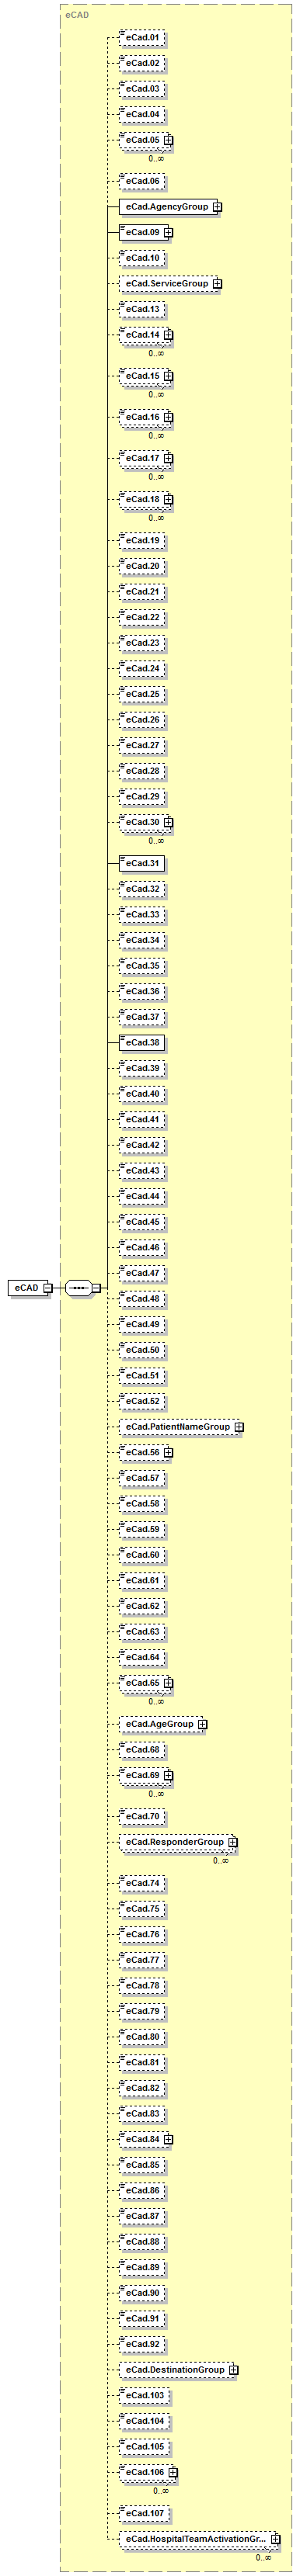 eCAD
eCad.01
eCad.02
eCad.03
eCad.04
eCad.05
0..∞
eCad.06
eCad.AgencyGroup
eCad.09
eCad.10
eCad.ServiceGroup
eCad.13
eCad.14
0..∞
eCad.15
0..∞
eCad.16
0..∞
eCad.17
0..∞
eCad.18
0..∞
eCad.19
eCad.20
eCad.21
eCad.22
eCad.23
eCad.24
eCad.25
eCad.26
eCad.27
eCad.28
eCad.29
eCad.30
0..∞
eCad.31
eCad.32
eCad.33
eCad.34
eCad.35
eCad.36
eCad.37
eCad.38
eCad.39
eCad.40
eCad.41
eCad.42
eCad.43
eCad.44
eCad.45
eCad.46
eCad.47
eCAD
eCad.48
eCad.49
eCad.50
eCad.51
eCad.52
eCad.PatientNameGroup
eCad.56
eCad.57
eCad.58
eCad.59
eCad.60
eCad.61
eCad.62
eCad.63
eCad.64
eCad.65
0..∞
eCad.AgeGroup
eCad.68
eCad.69
0..∞
eCad.70
eCad.ResponderGroup
0..∞
eCad.74
eCad.75
eCad.76
eCad.77
eCad.78
eCad.79
eCad.80
eCad.81
eCad.82
eCad.83
eCad.84
eCad.85
eCad.86
eCad.87
eCad.88
eCad.89
eCad.90
eCad.91
eCad.92
eCad.DestinationGroup
eCad.103
eCad.104
eCad.105
eCad.106
0..∞
eCad.107
eCad.HospitalTeamActivationGr...
0..∞